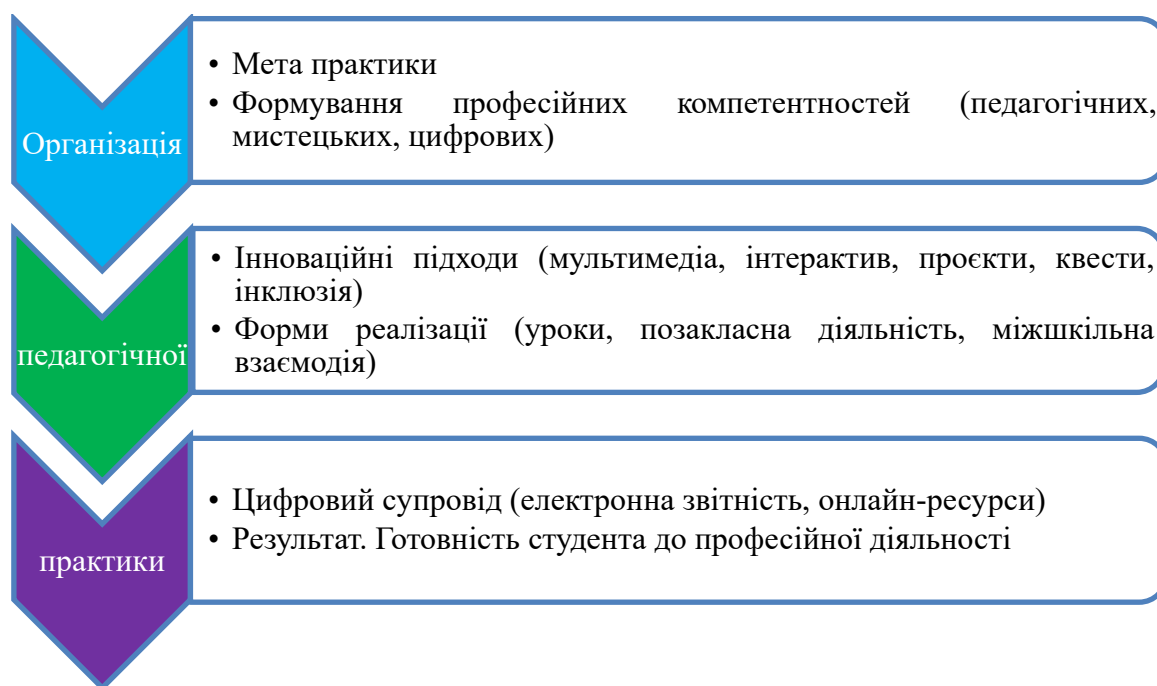 Організація
• Мета практики
• Формування професійних компетентностей (педагогічних,
мистецьких, цифрових)
педагогічної
• Інноваційні підходи (мультимедіа, інтерактив, проєкти, квести,
інклюзія)
• Форми реалізації (уроки, позакласна діяльність, міжшкільна
взаємодія)
практики
• Цифровий супровід (електронна звітність, онлайн-ресурси)
• Результат. Готовність студента до професійної діяльності